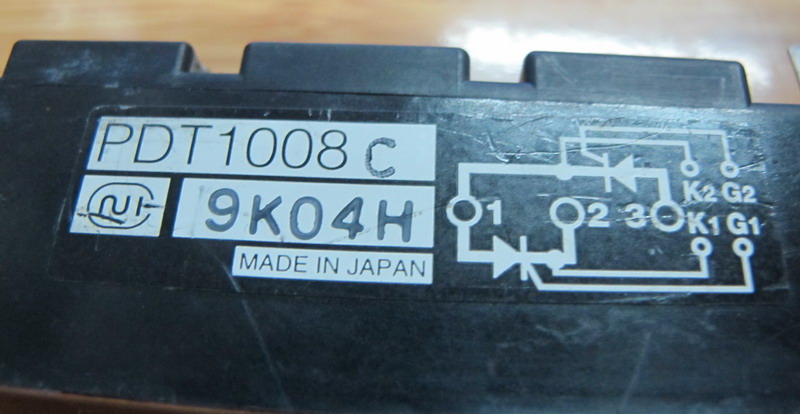 PDT1008 C
9K04H
MADE IN JAPAN
1 2 3
K2 G2
K1 G1